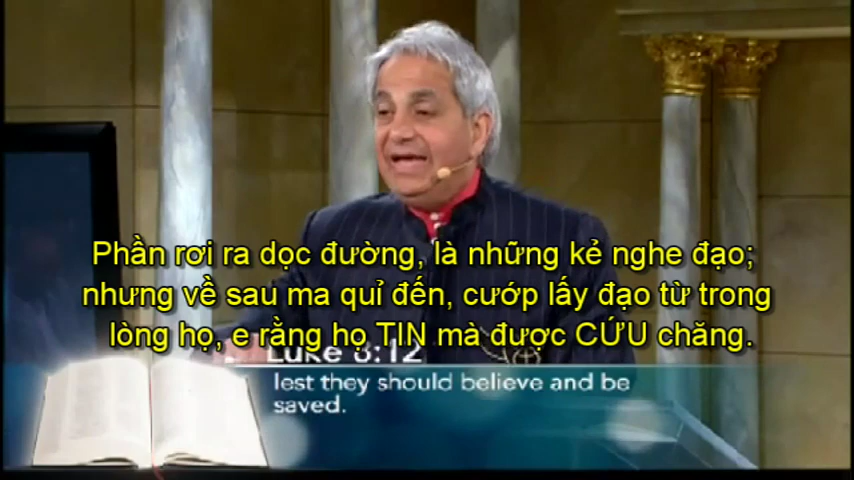 Phần rơi ra dọc đường, là những kẻ nghe đạo;
nhưng về sau ma quỉ đến, cướp lấy đạo từ trong
lòng họ, e rằng họ TIN mà được CỨU chăng.
Luke 8:12
lest they should believe and be
saved.